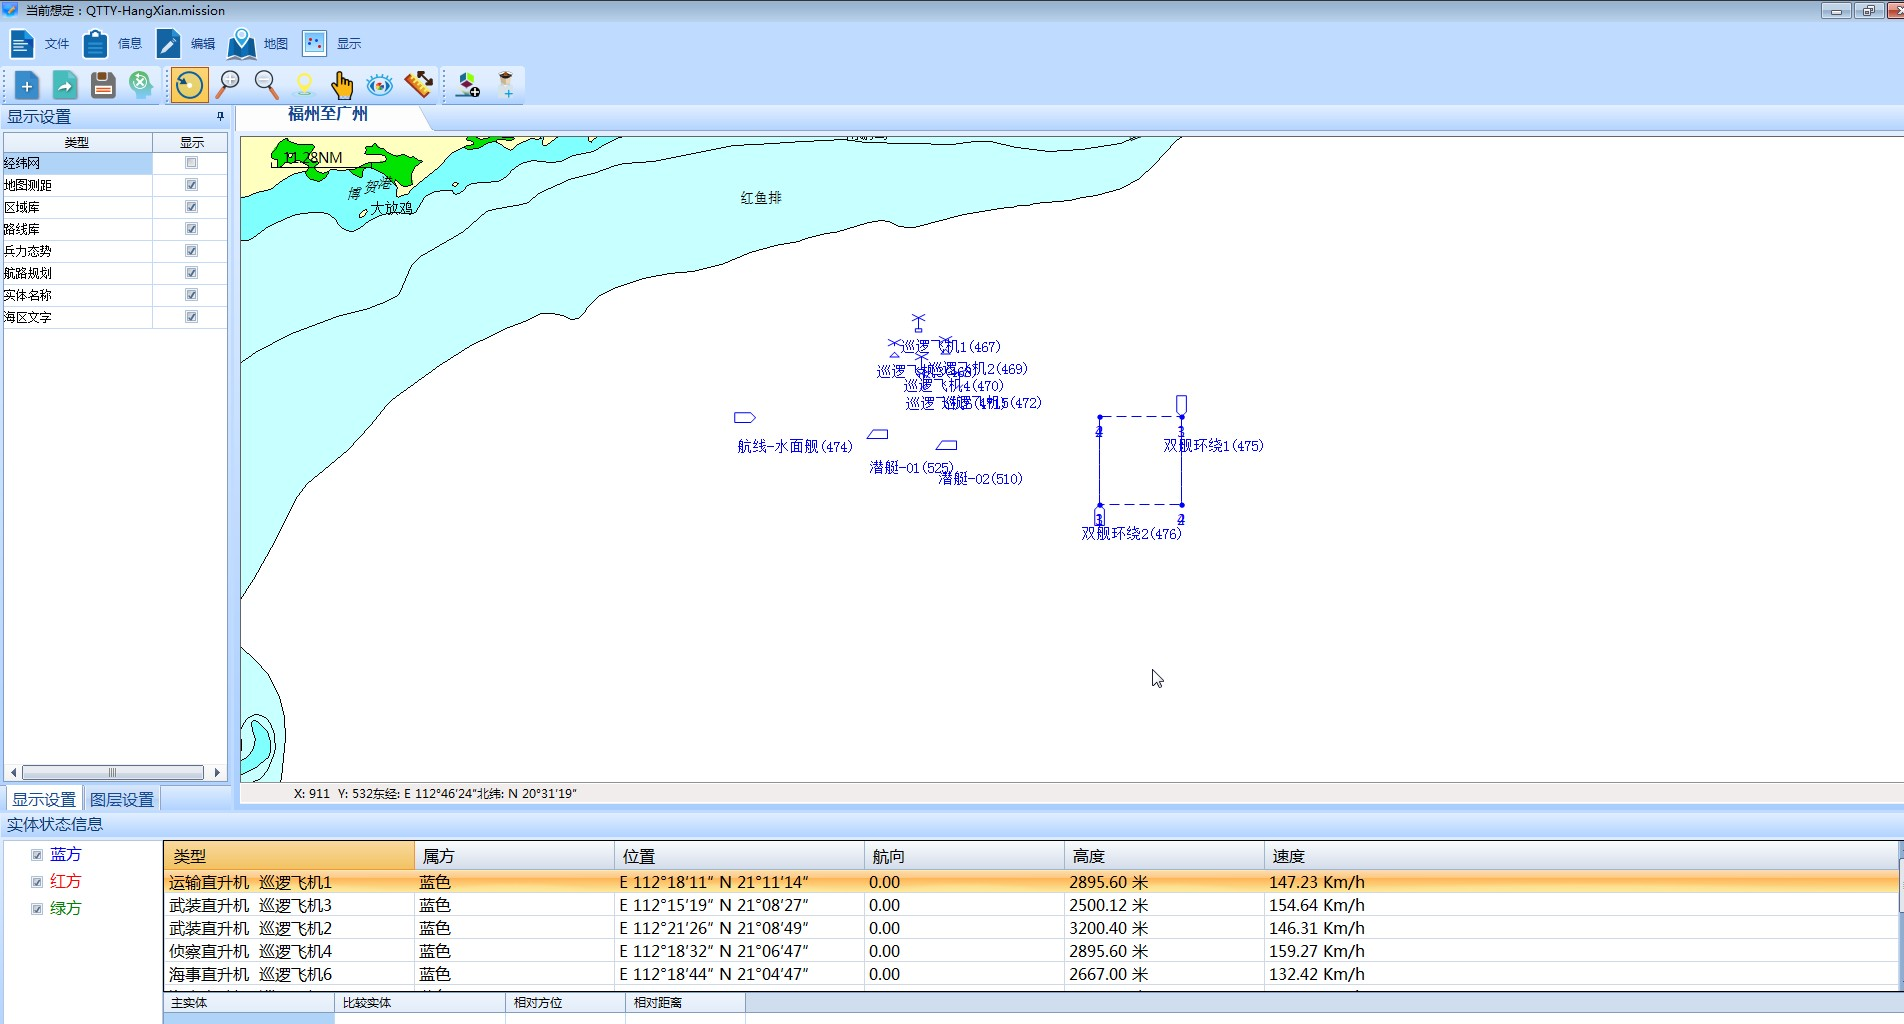 当前想定：QTTY-HangXian.mission
文件 信息 编辑 地图 显示
显示设置
福州至广州
类型 显示
经纬网
地图测距
区域库
路线库
兵力态势
航路规划
实体名称
海区文字
11.28NM
博贺港
大放鸡
红鱼排
巡逻飞机1(467)
巡逻飞机2(469)
巡逻飞机4(470)
航线-水面舰(474)
潜艇-01(525)
潜艇-02(510)
3
双舰环绕1(475)
双舰环绕2(476)
X: 911 Y: 532东经: E 112°46′24″北纬: N 20°31′19″
显示设置 图层设置
实体状态信息
蓝方
红方
绿方
类型 属方 位置 航向 高度 速度
运输直升机 巡逻飞机1 蓝色 E 112°18′11″ N 21°11′14″ 0.00 2895.60 米 147.23 Km/h
武装直升机 巡逻飞机3 蓝色 E 112°15′19″ N 21°08′27″ 0.00 2500.12 米 154.64 Km/h
武装直升机 巡逻飞机2 蓝色 E 112°21′26″ N 21°08′49″ 0.00 3200.40 米 146.31 Km/h
侦察直升机 巡逻飞机4 蓝色 E 112°18′32″ N 21°06′47″ 0.00 2895.60 米 159.27 Km/h
海事直升机 巡逻飞机6 蓝色 E 112°18′44″ N 21°04′47″ 0.00 2667.00 米 132.42 Km/h
主实体 比较实体 相对方位 相对距离